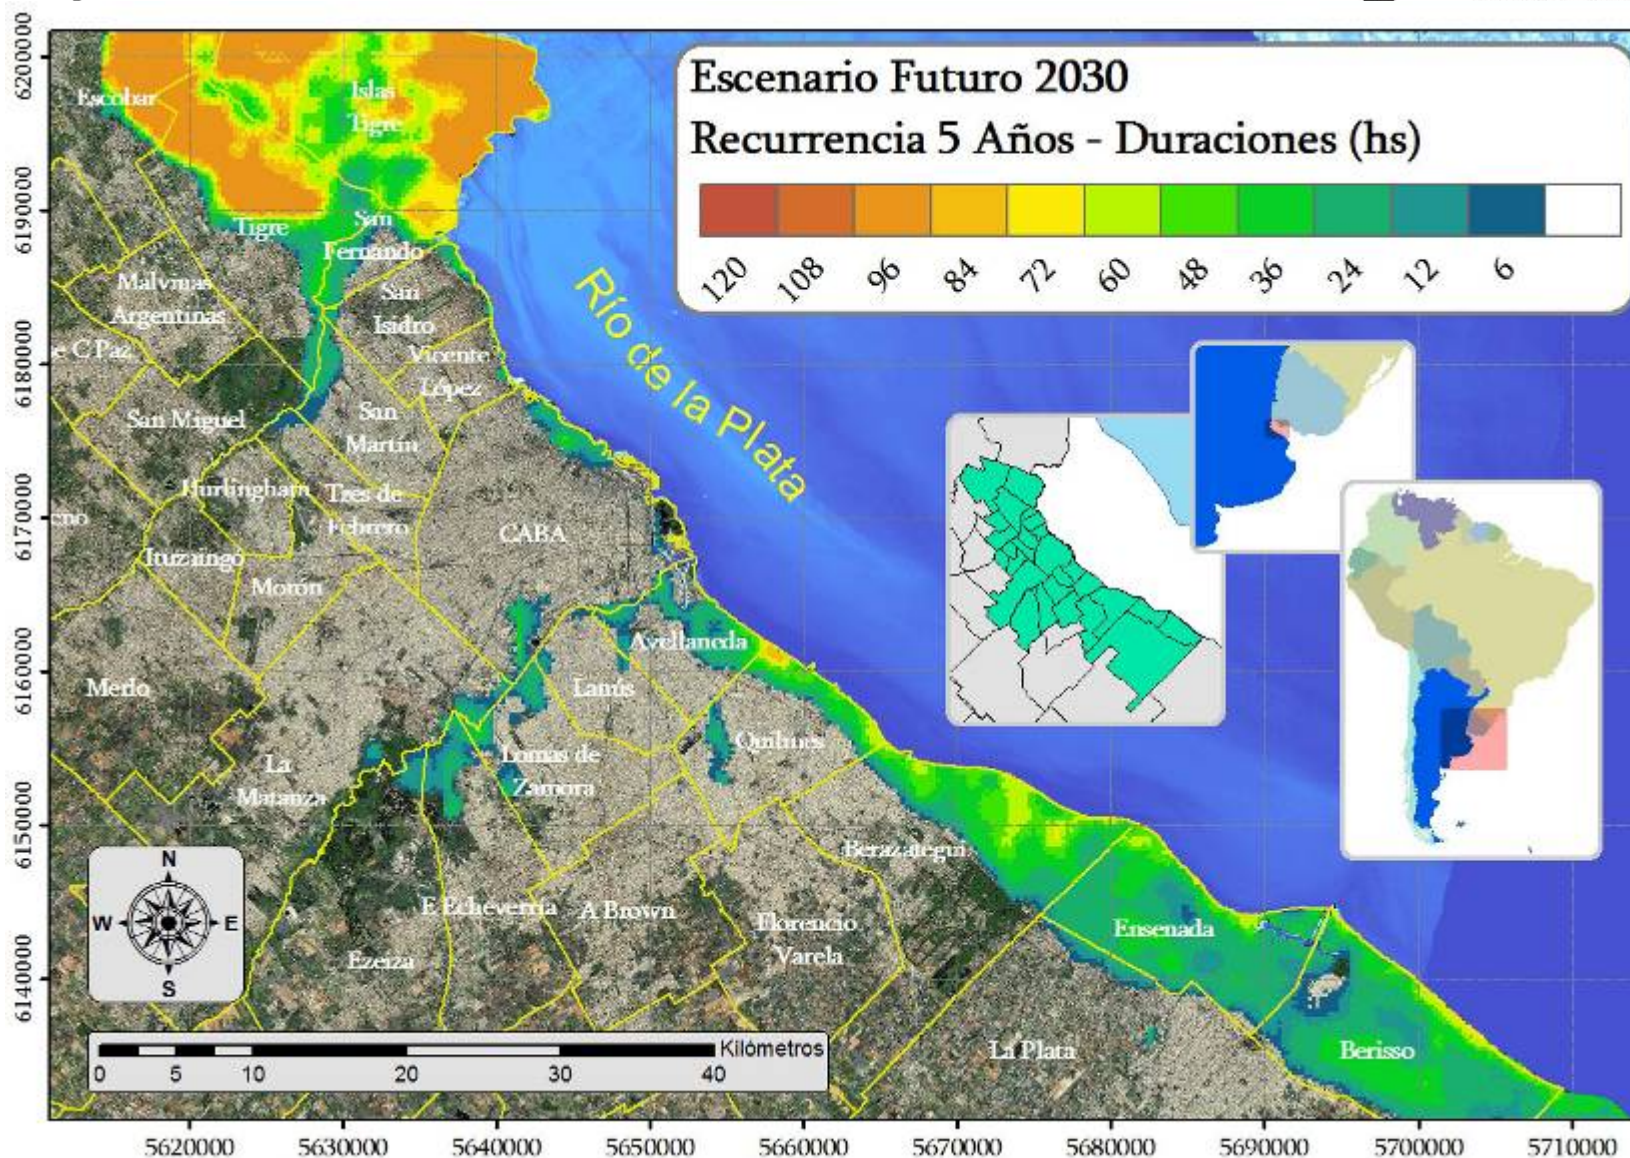 Escenario Futuro 2030
Recurrencia 5 Años - Duraciones (hs)
120
108
96
84
72
60
48
36
24
12
6
Escobar
Islas
Tigre
Tigre
San
Fernando
Malvinas
Argentinas
San
Isidro
e C Paz
Vicente
López
San Miguel
San
Martín
Río de la Plata
Hurlingham
Tres de
Febrero
CABA
Ituzaingó
Morón
Avellaneda
Merlo
Lanús
Quilmes
La
Matanza
Lomas de
Zamora
Berazategui
E Echeverría
A Brown
Florencio
Varela
Ensenada
Ezeiza
La Plata
Berisso
N
W
E
S
Kilómetros
0
5
10
20
30
40
6200000
6190000
6180000
6170000
6160000
6150000
6140000
5620000
5630000
5640000
5650000
5660000
5670000
5680000
5690000
5700000
5710000